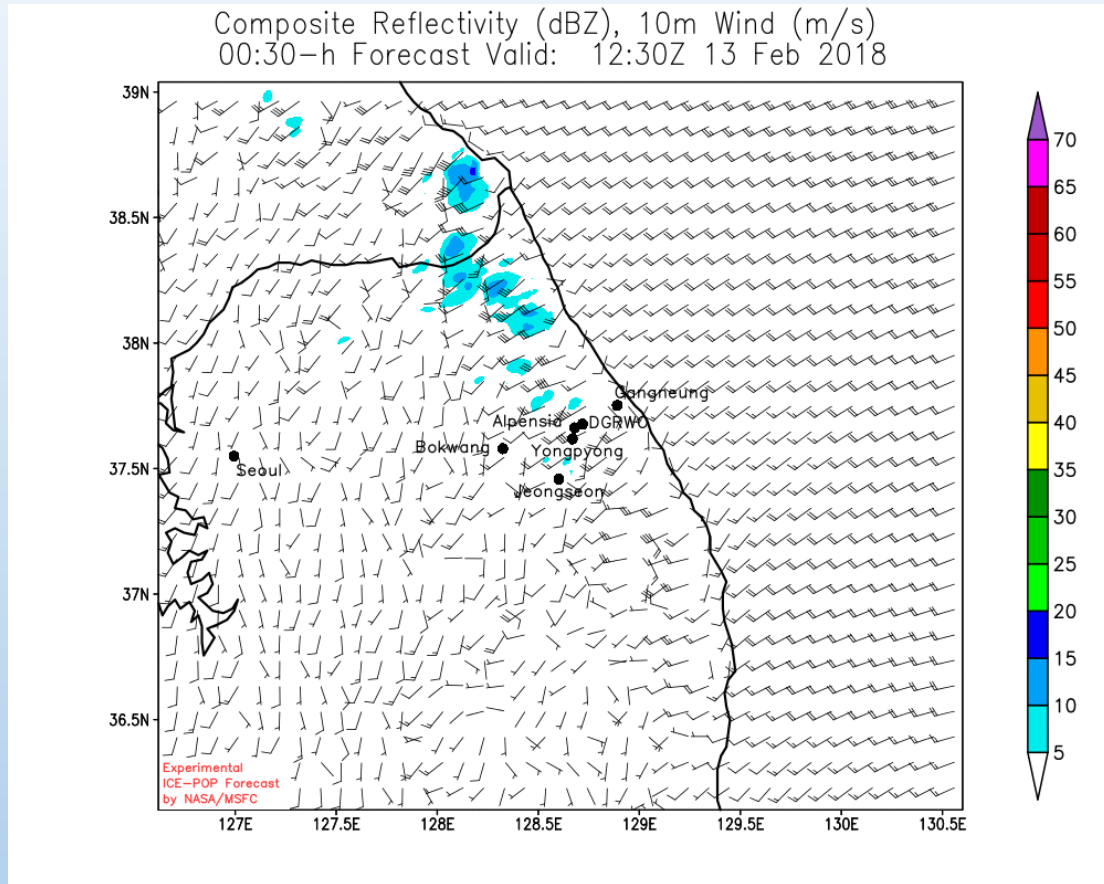 Composite Reflectivity (dBZ), 10m Wind (m/s)
00:30-h Forecast Valid: 12:30Z 13 Feb 2018
39N
38.5N
38N
37.5N
37N
36.5N
Gangneung
Alpensia
DGRWO
Bokwang
Yongpyong
Seoul
Jeongseon
Experimental
ICE-POP Forecast
by NASA/MSFC
127E
127.5E
128E
128.5E
129E
129.5E
130E
130.5E
70
65
60
55
50
45
40
35
30
25
20
15
10
5